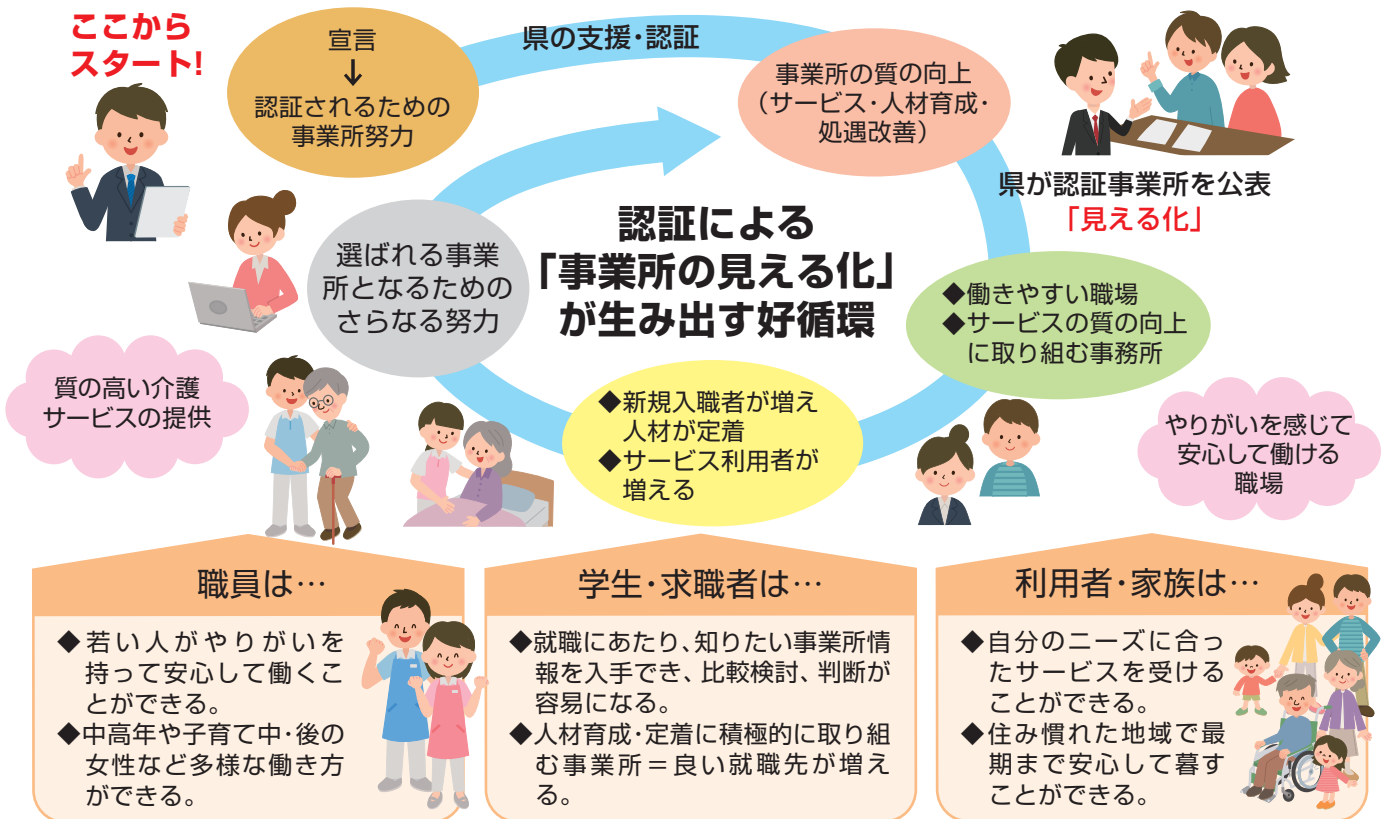 ここから
スタート!
宣言
↓
認証されるための
事業所努力
県の支援・認証
事業所の質の向上
（サービス・人材育成・
処遇改善）
県が認証事業所を公表
「見える化」
認証による
「事業所の見える化」
が生み出す好循環
選ばれる事業
所となるための
さらなる努力
◆働きやすい職場
◆サービスの質の向上
に取り組む事務所
質の高い介護
サービスの提供
◆新規入職者が増え
人材が定着
◆サービス利用者が
増える
やりがいを感じて
安心して働ける
職場
職員は…
◆若い人がやりがいを
持って安心して働くこ
とができる。
◆中高年や子育て中・後の
女性など多様な働き方
ができる。
学生・求職者は…
◆就職にあたり、知りたい事業所情
報を入手でき、比較検討、判断が
容易になる。
◆人材育成・定着に積極的に取り組
む事業所＝良い就職先が増え
る。
利用者・家族は…
◆自分のニーズに合っ
たサービスを受ける
ことができる。
◆住み慣れた地域で最
期まで安心して暮す
ことができる。